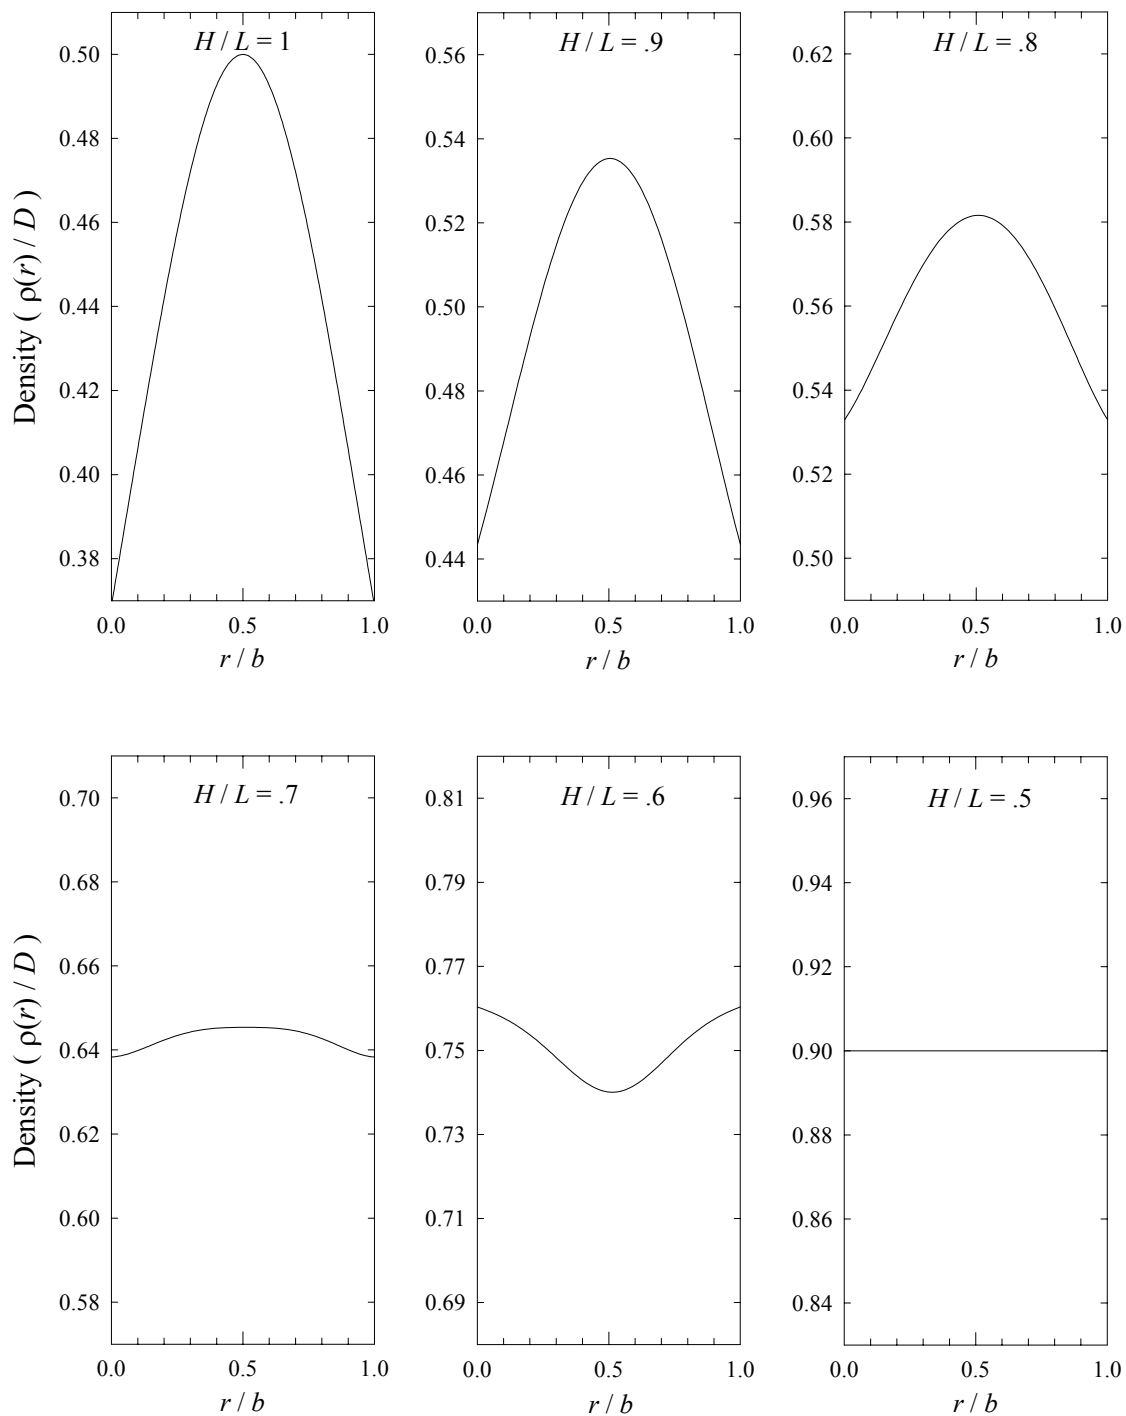 H / L = 1
0.50
0.48
0.46
0.44
0.42
0.40
0.38
Density ( ρ(r) / D )
0.0 0.5 1.0
r / b
H / L = .9
0.56
0.54
0.52
0.50
0.48
0.46
0.44
0.0 0.5 1.0
r / b
H / L = .8
0.62
0.60
0.58
0.56
0.54
0.52
0.50
0.0 0.5 1.0
r / b
H / L = .7
0.70
0.68
0.66
0.64
0.62
0.60
0.58
Density ( ρ(r) / D )
0.0 0.5 1.0
r / b
H / L = .6
0.81
0.79
0.77
0.75
0.73
0.71
0.69
0.0 0.5 1.0
r / b
H / L = .5
0.96
0.94
0.92
0.90
0.88
0.86
0.84
0.0 0.5 1.0
r / b